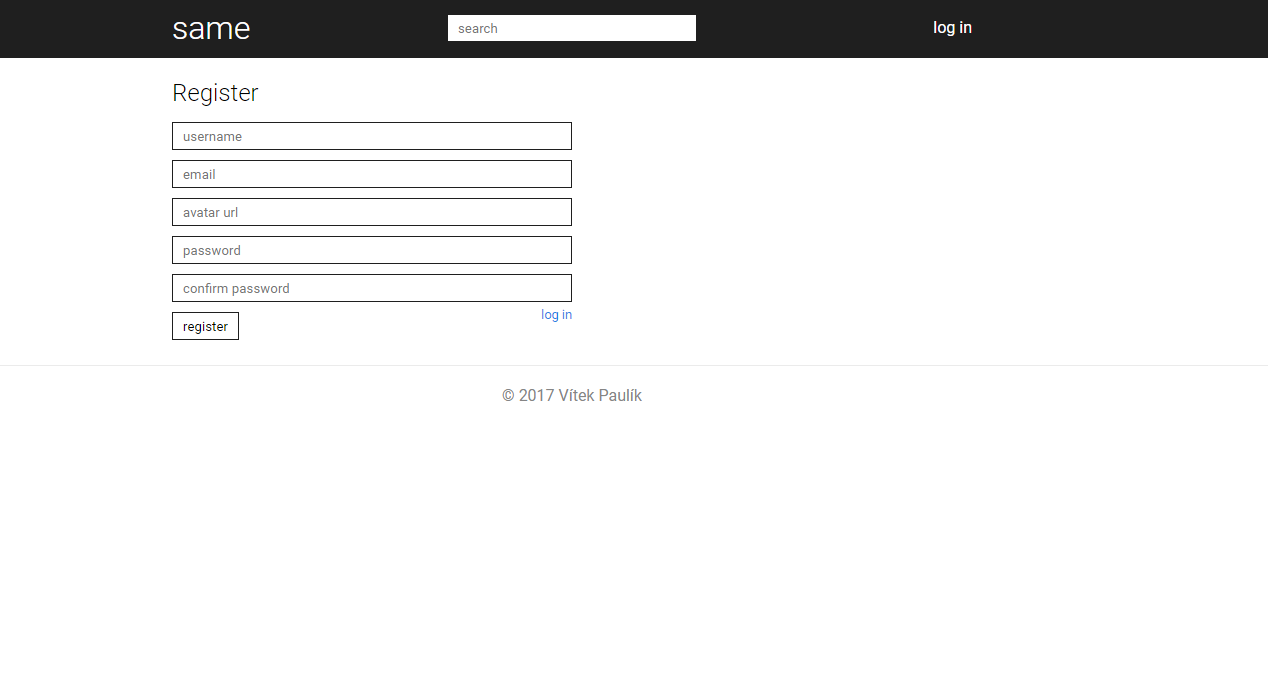 same
search
log in
Register
username
email
avatar url
password
confirm password
log in
register
© 2017 Vítek Paulík